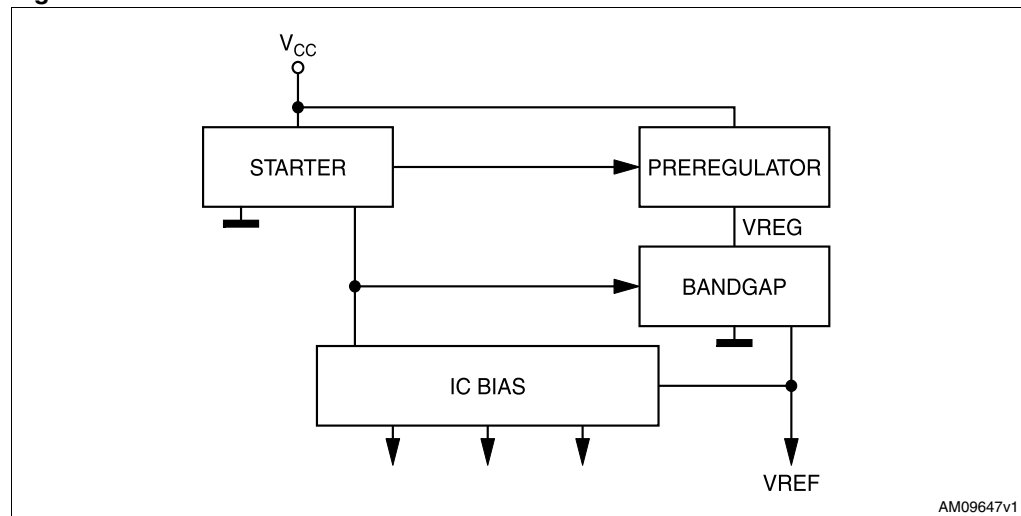 V_CC
STARTER
PREREGULATOR
VREG
BANDGAP
IC BIAS
VREF
AM09647v1